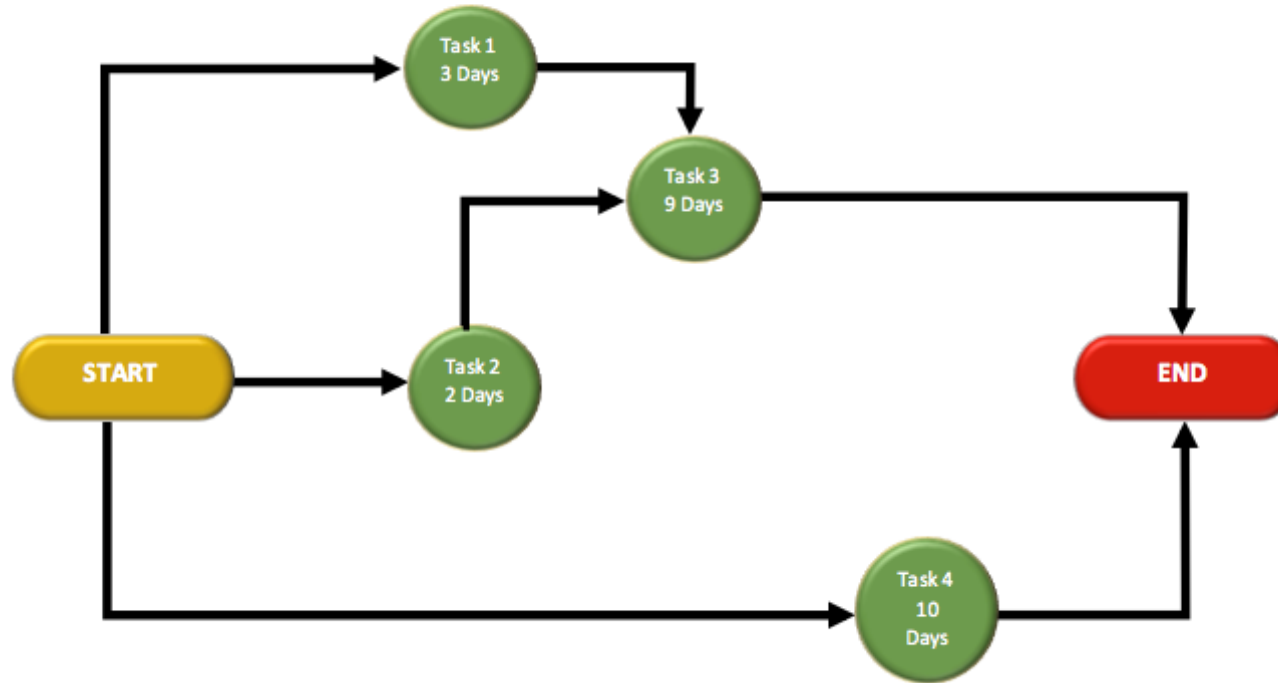 Task 1
3 Days
Task 3
9 Days
START
Task 2
2 Days
END
Task 4
10
Days